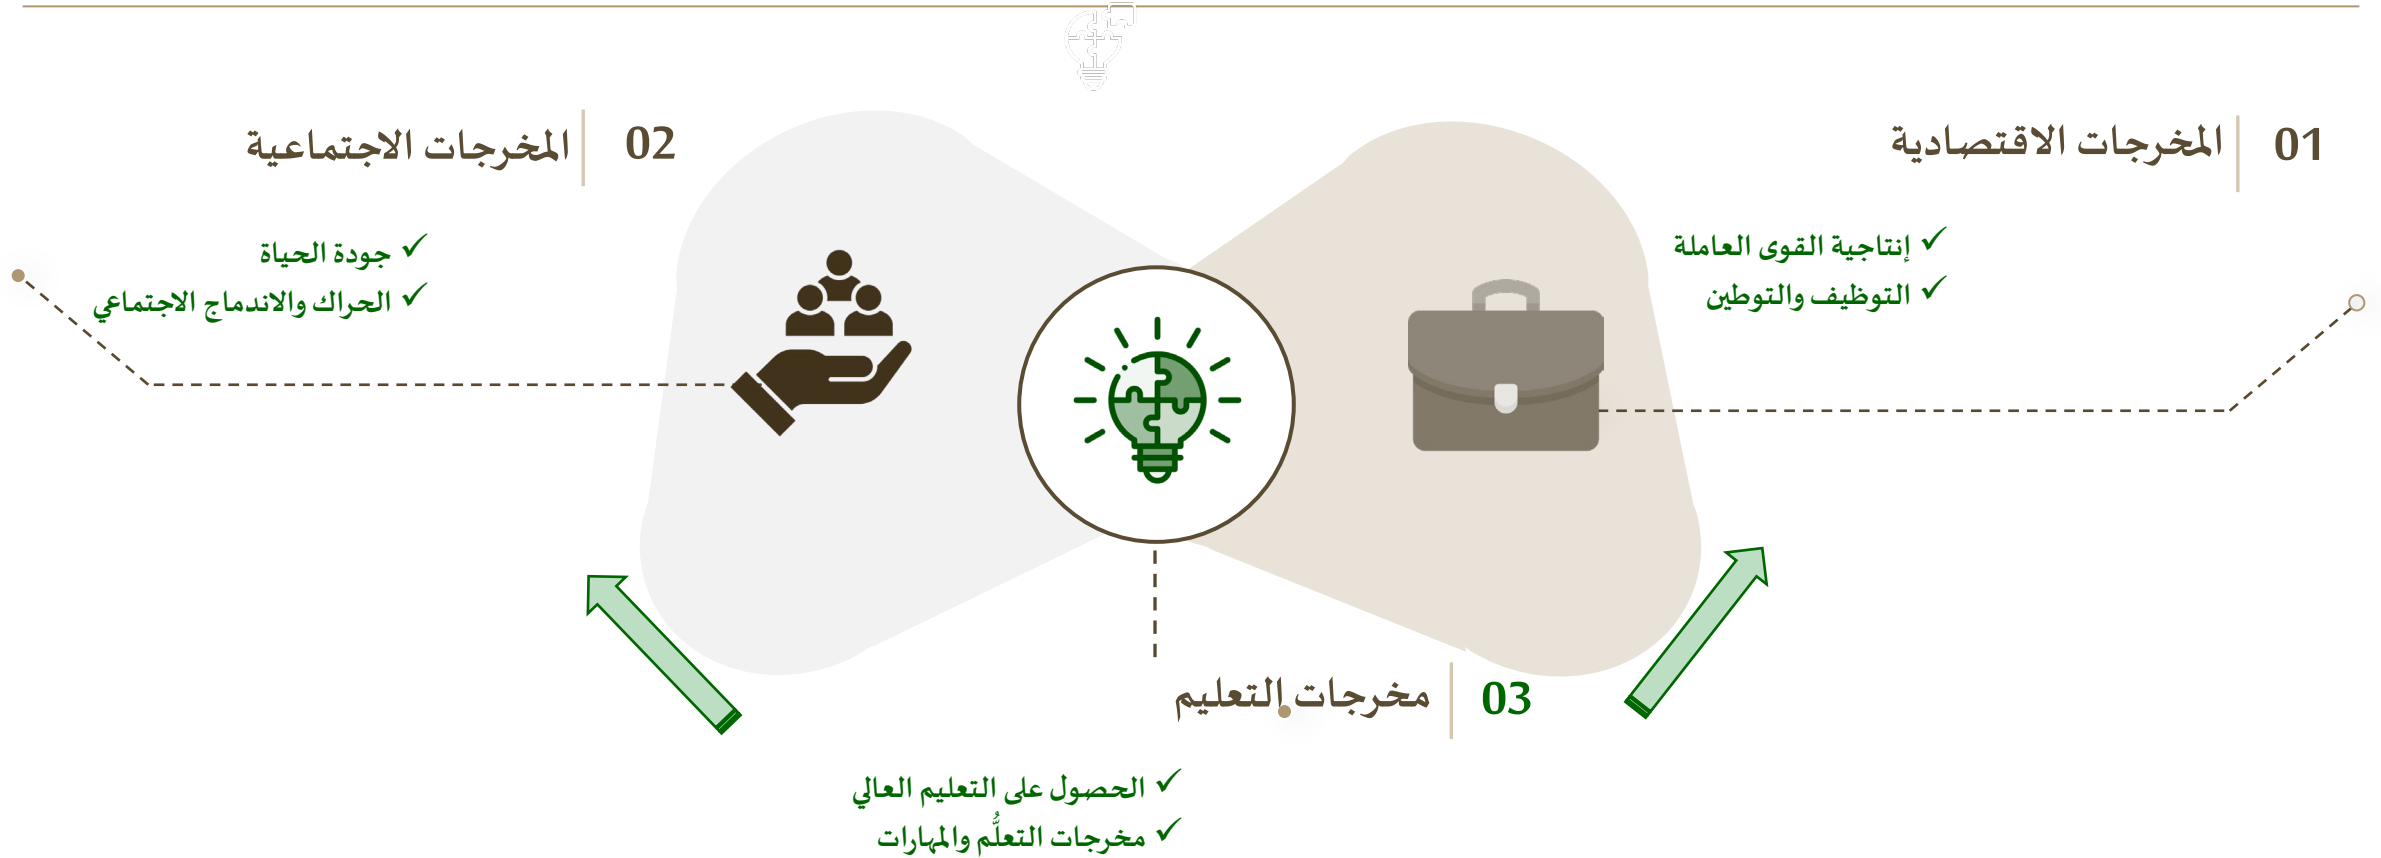 01
المخرجات الاقتصادية
إنتاجية القوى العاملة
التوظيف والتوطين
02
المخرجات الاجتماعية
جودة الحياة
الحراك والاندماج الاجتماعي
03
مخرجات التعليم
الحصول على التعليم العالي
مخرجات التعلُّم والمهارات